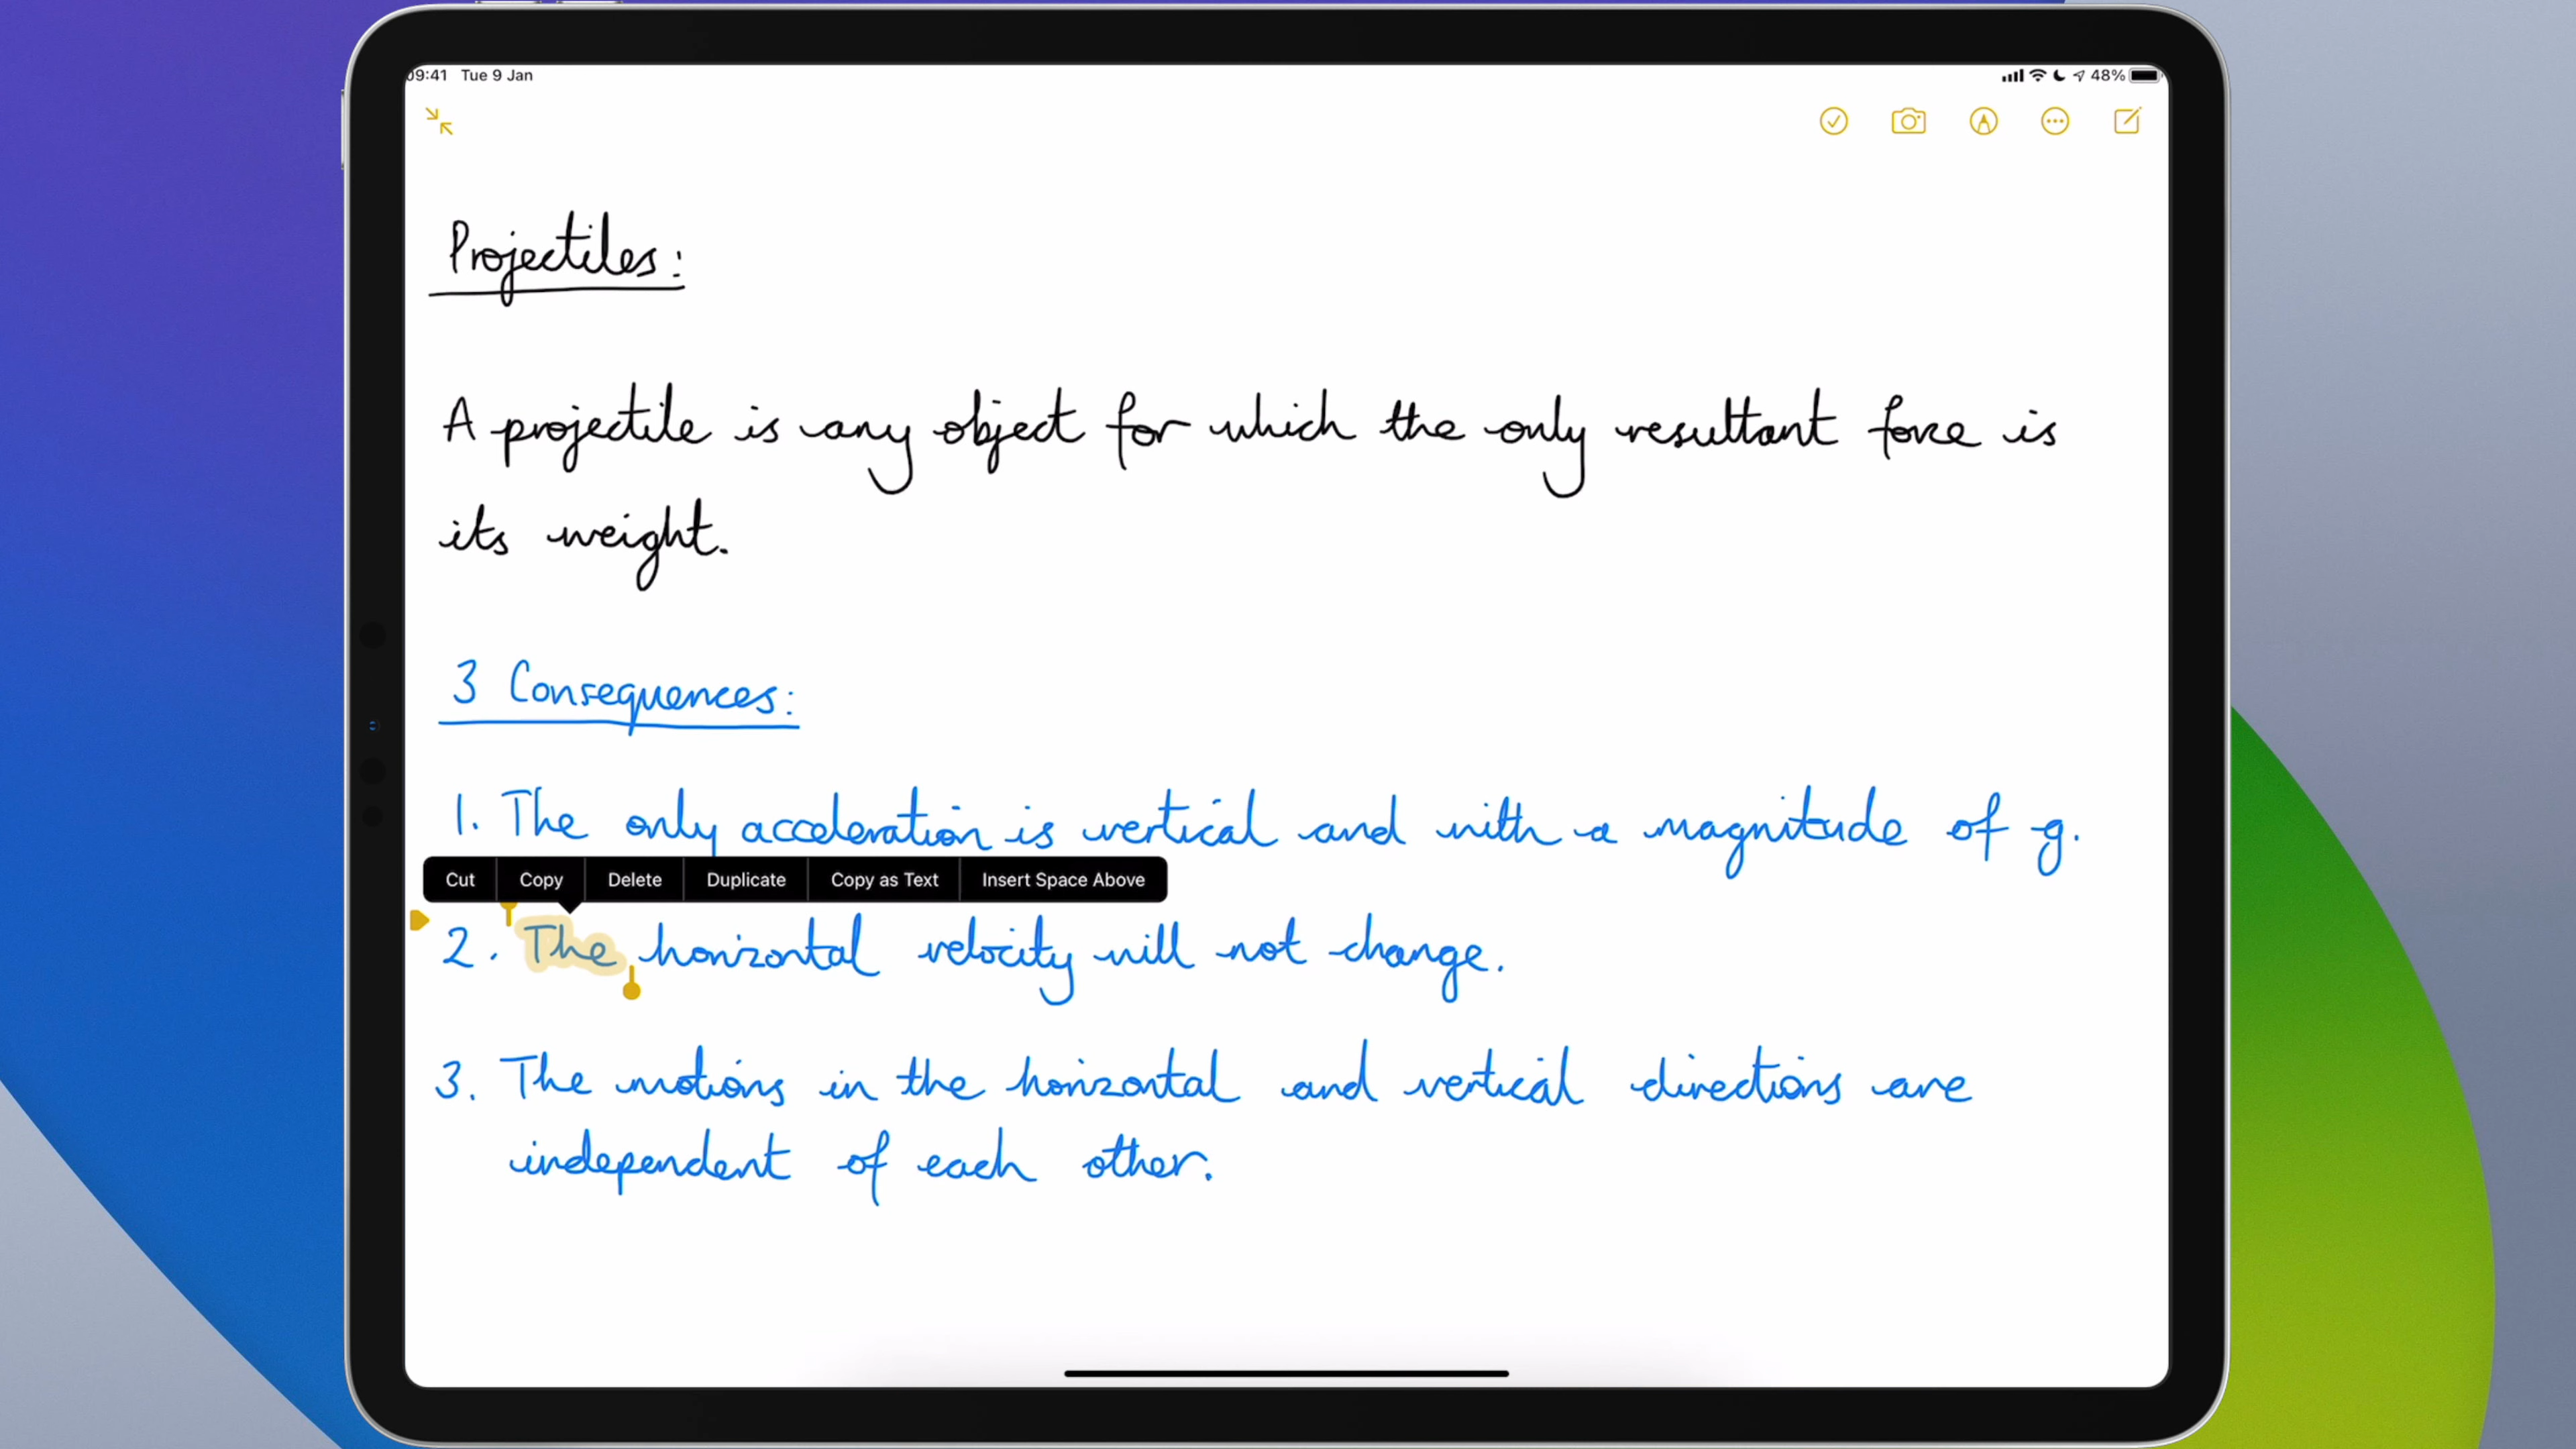 09:41 Tue 9 Jan
48%
Projectiles:
A projectile is any object for which the only resultant force is
its weight.
3 Consequences:
1. The only acceleration is vertical and with a magnitude of g.
Cut Copy Delete Duplicate Copy as Text Insert Space Above
2. The horizontal velocity will not change.
3. The motions in the horizontal and vertical directions are
independent of each other.